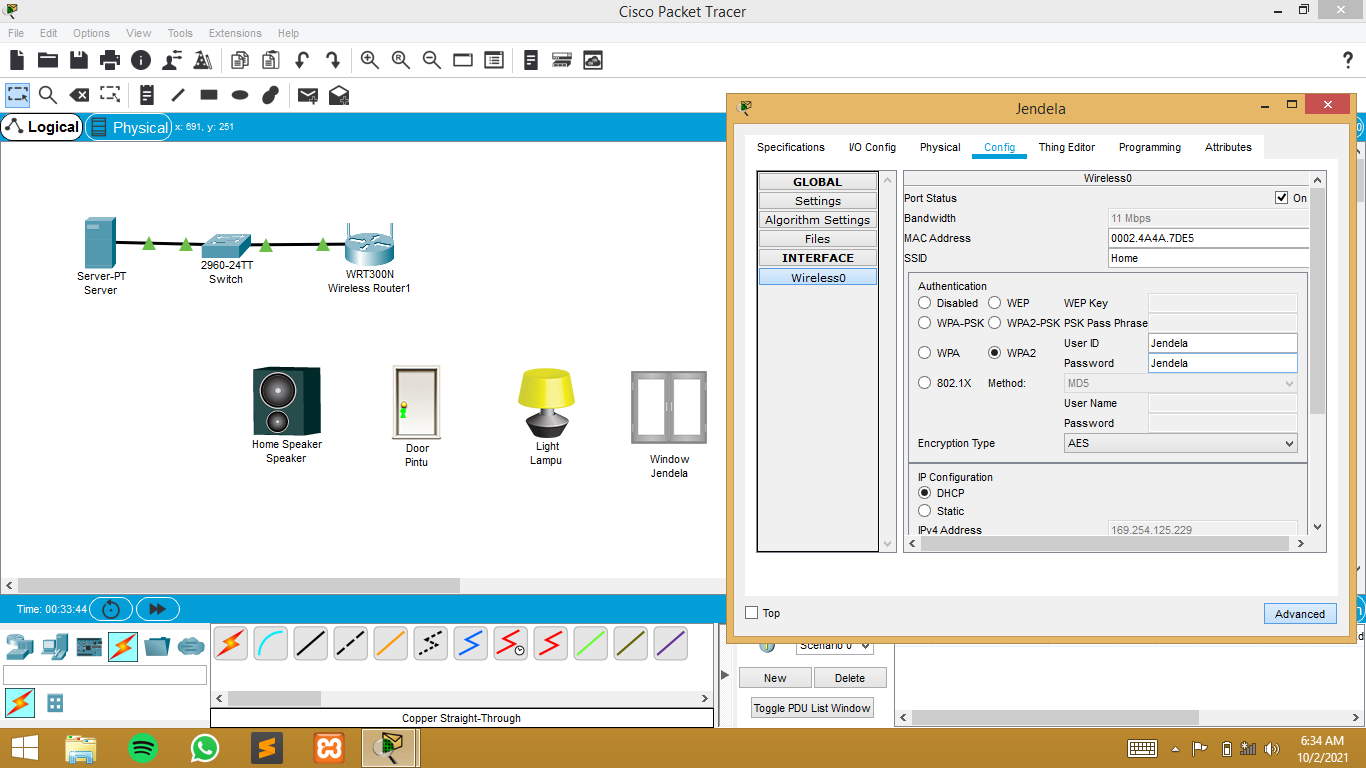 Cisco Packet Tracer
File Edit Options View Tools Extensions Help
?
Logical
Physical
x: 691, y: 251
Server-PT
Server
2960-24TT
Switch
WRT300N
Wireless Router1
Home Speaker
Speaker
Door
Pintu
Light
Lampu
Window
Jendela
Jendela
Specifications I/O Config Physical Config Thing Editor Programming Attributes
GLOBAL
Settings
Algorithm Settings
Files
INTERFACE
Wireless0
Wireless0
Port Status On
Bandwidth 11 Mbps
MAC Address 0002.4A4A.7DE5
SSID Home
Authentication
Disabled WEP WEP Key
WPA-PSK WPA2-PSK PSK Pass Phrase
User ID Jendela
WPA WPA2
Password Jendela
802.1X Method: MD5
User Name
Password
Encryption Type AES
IP Configuration
DHCP
Static
IPv4 Address 169.254.125.229
Top
Advanced
Time: 00:33:44
Scenario 0
New Delete
Toggle PDU List Window
Copper Straight-Through
6:34 AM
10/2/2021